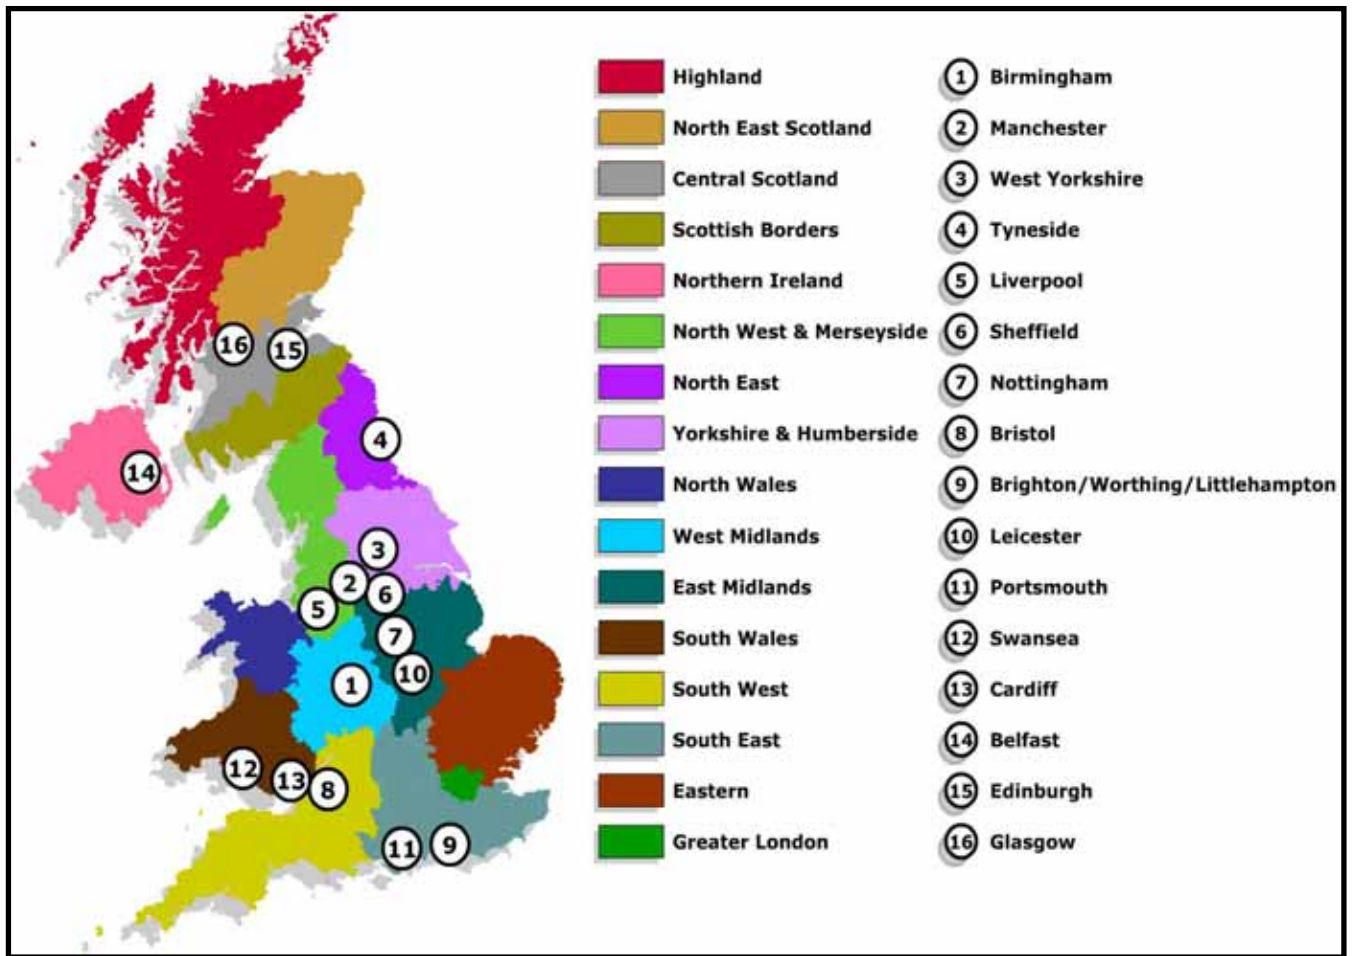 Highland
North East Scotland
Central Scotland
Scottish Borders
Northern Ireland
North West & Merseyside
North East
Yorkshire & Humberside
North Wales
West Midlands
East Midlands
South Wales
South West
South East
Eastern
Greater London
1 Birmingham
2 Manchester
3 West Yorkshire
4 Tyneside
5 Liverpool
6 Sheffield
7 Nottingham
8 Bristol
9 Brighton/Worthing/Littlehampton
10 Leicester
11 Portsmouth
12 Swansea
13 Cardiff
14 Belfast
15 Edinburgh
16 Glasgow
16
15
4
14
3
2
6
5
7
10
1
12
13
8
11
9